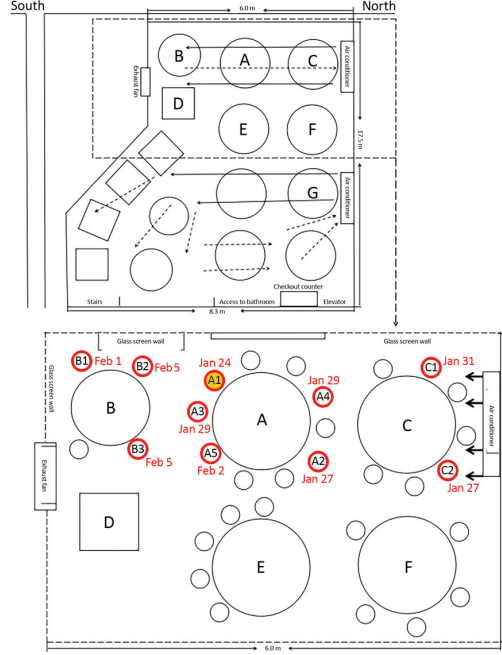 South
North
6.0 m
B
A
C
Air conditioner
Exhaust fan
D
E
F
17.5 m
G
Air conditioner
Checkout counter
Stairs
Access to bathroom
Elevator
8.3 m
Glass screen wall
Glass screen wall
Glass screen wall
B1
Feb 1
B2
Feb 5
Jan 24
A1
C1
Jan 31
Jan 29
A4
B
A3
Jan 29
A
C
Air conditioner
B3
Feb 5
A5
Feb 2
A2
Jan 27
C2
Jan 27
Exhaust fan
D
E
F
6.0 m